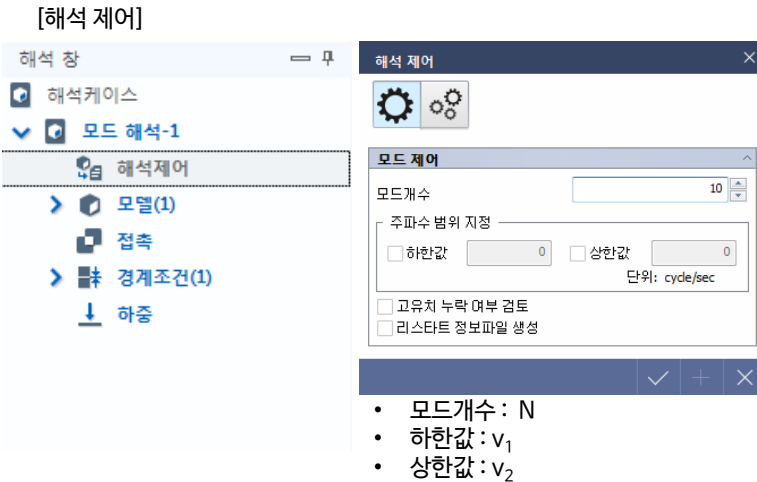 [해석 제어]
해석 창
해석케이스
모드 해석-1
해석제어
모델(1)
접촉
경계조건(1)
하중
해석 제어
모드 제어
모드개수 10
주파수 범위 지정
하한값 0 상한값 0
단위: cycle/sec
고유치 누락 여부 검토
리스타트 정보파일 생성
• 모드개수 : N
• 하한값 : v₁
• 상한값 : v₂